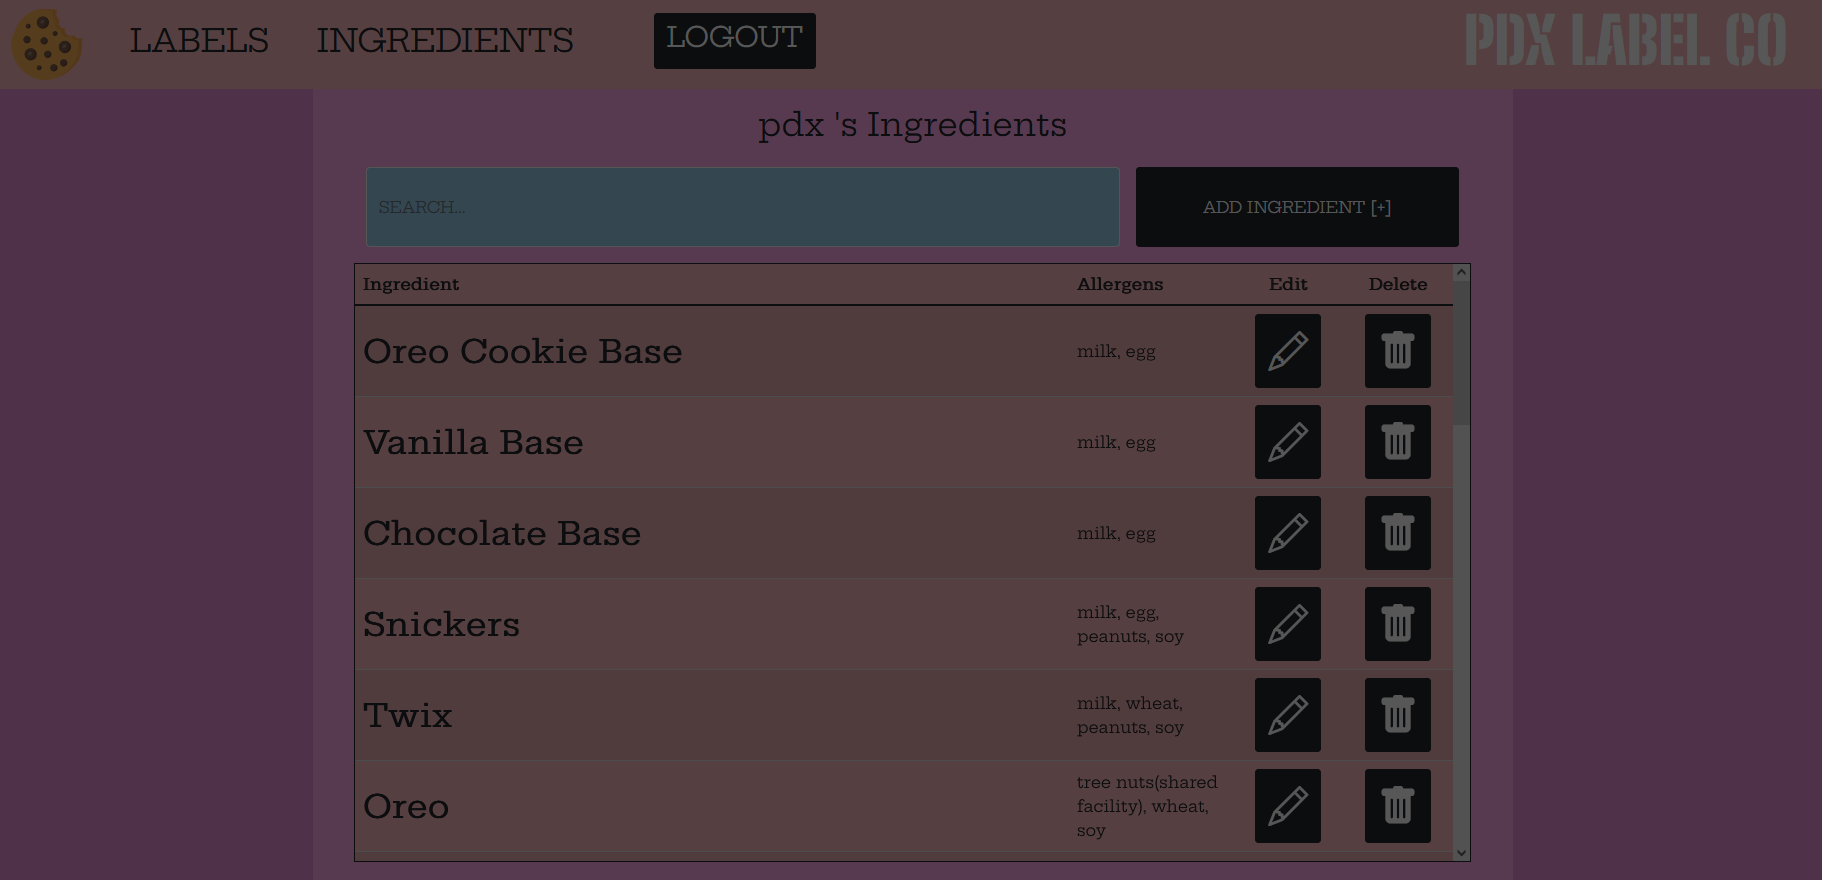 LABELS INGREDIENTS LOGOUT PDX LABEL CO
pdx 's Ingredients
SEARCH... ADD INGREDIENT [+]
Ingredient Allergens Edit Delete
Oreo Cookie Base milk, egg
Vanilla Base milk, egg
Chocolate Base milk, egg
Snickers milk, egg,
peanuts, soy
Twix milk, wheat,
peanuts, soy
Oreo tree nuts(shared
facility), wheat,
soy